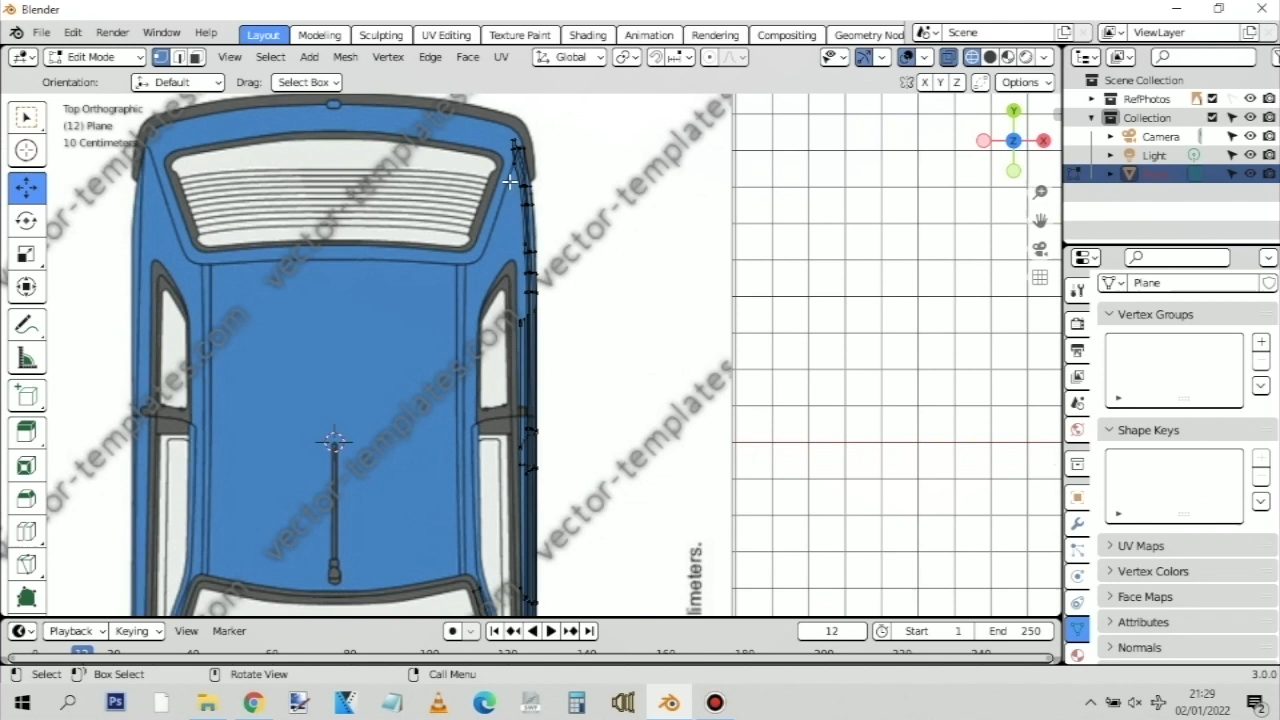 Blender
File Edit Render Window Help Layout Modeling Sculpting UV Editing Texture Paint Shading Animation Rendering Compositing Geometry Nod Scene ViewLayer
Edit Mode View Select Add Mesh Vertex Edge Face UV Global
Orientation: Default Drag: Select Box X Y Z Options
Top Orthographic
(12) Plane
10 Centimeters
Y
Z X
vector-templates.com
vector-templates.com
vector-templates.com
vector-templates
vector-templates
limeters.
Scene Collection
RefPhotos
Collection
Camera
Light
Plane
Vertex Groups
Shape Keys
UV Maps
Vertex Colors
Face Maps
Attributes
Normals
Playback Keying View Marker 12 Start 1 End 250
Select Box Select Rotate View Call Menu 3.0.0
Ps
21:29
02/01/2022
2